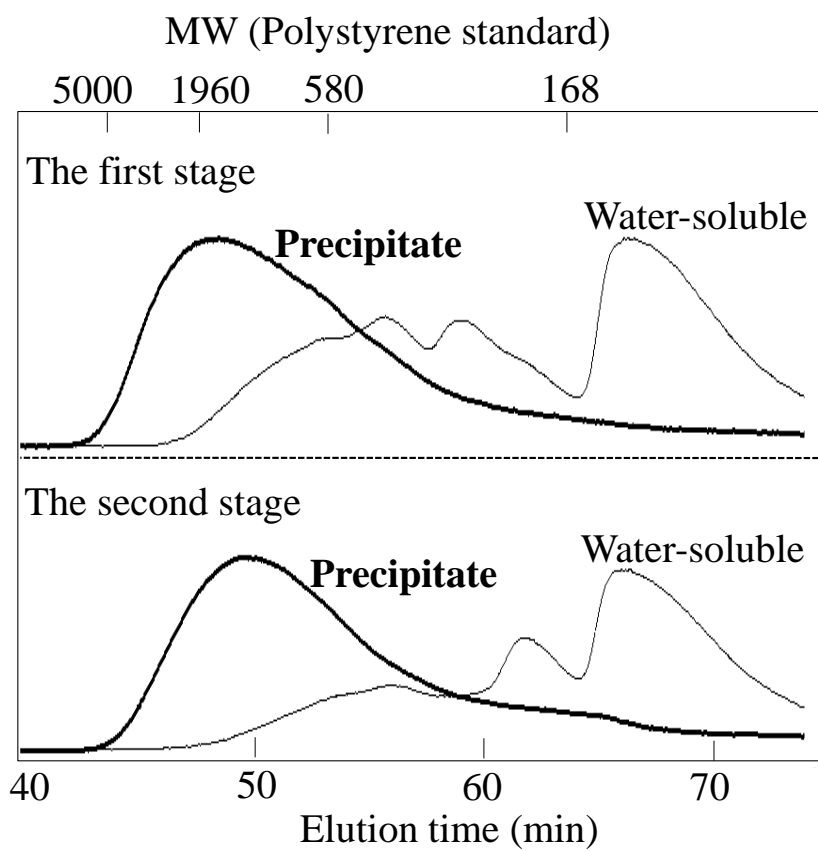 MW (Polystyrene standard)
5000 1960 580 168
The first stage
Water-soluble
Precipitate
The second stage
Water-soluble
Precipitate
40 50 60 70
Elution time (min)